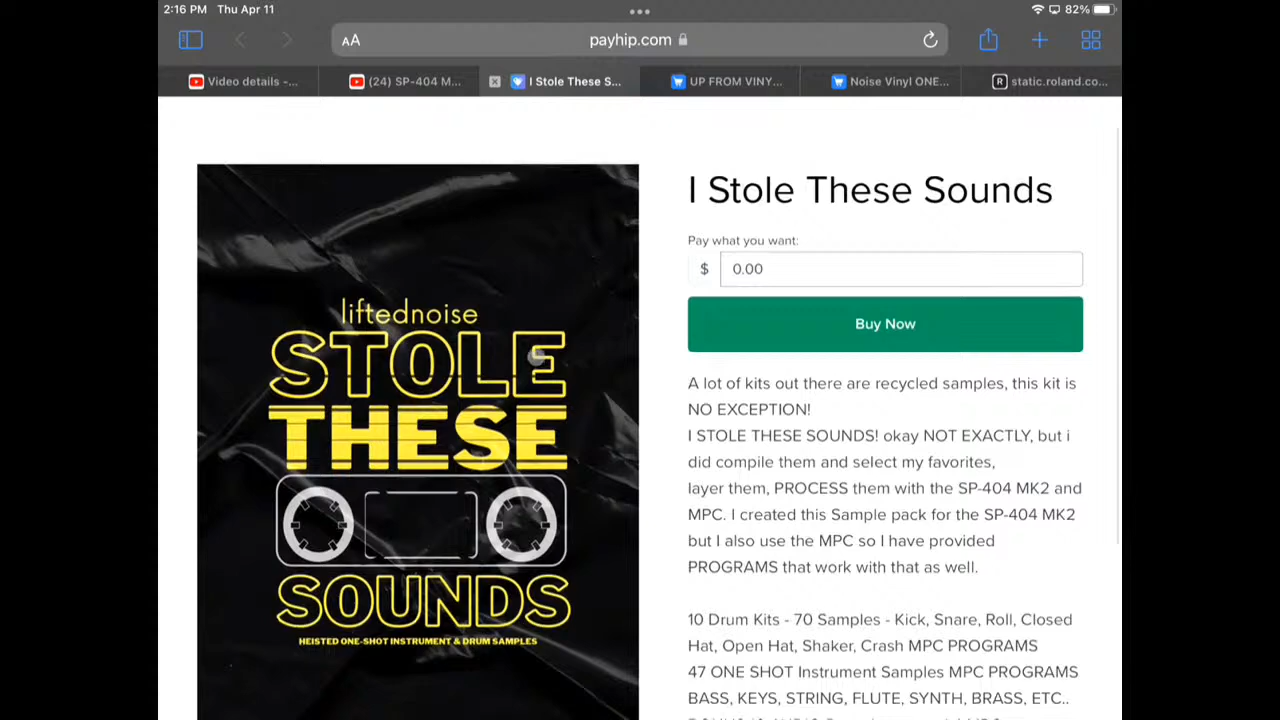 2:16 PM Thu Apr 11
82%
AA
payhip.com
Video details -...
(24) SP-404 M...
I Stole These S...
UP FROM VINY...
Noise Vinyl ONE...
static.roland.co...
liftednoise
STOLE
THESE
SOUNDS
HEISTED ONE-SHOT INSTRUMENT & DRUM SAMPLES
I Stole These Sounds
Pay what you want:
$ 0.00
Buy Now
A lot of kits out there are recycled samples, this kit is
NO EXCEPTION!
I STOLE THESE SOUNDS! okay NOT EXACTLY, but i
did compile them and select my favorites,
layer them, PROCESS them with the SP-404 MK2 and
MPC. I created this Sample pack for the SP-404 MK2
but I also use the MPC so I have provided
PROGRAMS that work with that as well.
10 Drum Kits - 70 Samples - Kick, Snare, Roll, Closed
Hat, Open Hat, Shaker, Crash MPC PROGRAMS
47 ONE SHOT Instrument Samples MPC PROGRAMS
BASS, KEYS, STRING, FLUTE, SYNTH, BRASS, ETC..